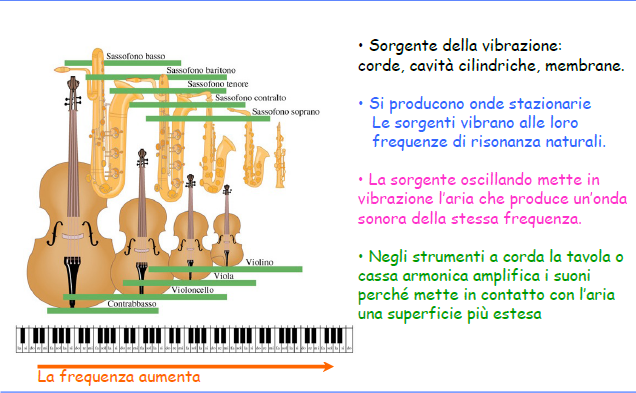 Sassofono basso
Sassofono baritono
Sassofono tenore
Sassofono contralto
Sassofono soprano
Violino
Viola
Violoncello
Contrabbasso
La frequenza aumenta
• Sorgente della vibrazione:
corde, cavità cilindriche, membrane.
• Si producono onde stazionarie
Le sorgenti vibrano alle loro
frequenze di risonanza naturali.
• La sorgente oscillando mette in
vibrazione l'aria che produce un'onda
sonora della stessa frequenza.
• Negli strumenti a corda la tavola o
cassa armonica amplifica i suoni
perché mette in contatto con l'aria
una superficie più estesa